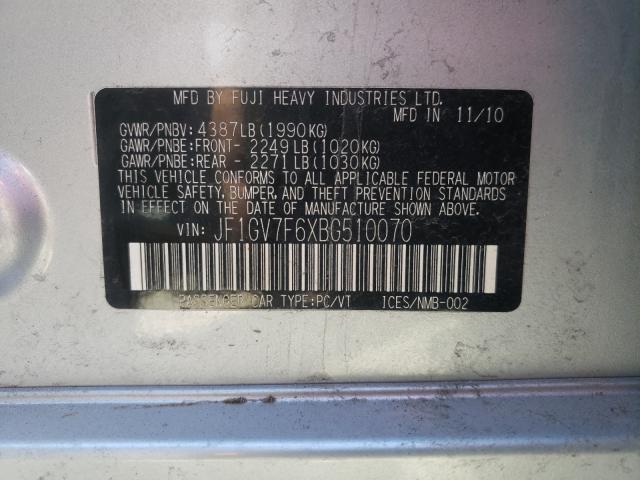 MFD BY FUJI HEAVY INDUSTRIES LTD.
MFD IN 11/10
GVWR/PNBV: 4387LB(1990KG)
GAWR/PNBE:FRONT- 2249LB(1020KG)
GAWR/PNBE:REAR - 2271LB(1030KG)
THIS VEHICLE CONFORMS TO ALL APPLICABLE FEDERAL MOTOR
VEHICLE SAFETY, BUMPER, AND THEFT PREVENTION STANDARDS
IN EFFECT ON THE DATE OF MANUFACTURE SHOWN ABOVE.
VIN: JF1GV7F6XBG510070
PASSENGER CAR TYPE:PC/VT ICES/NMB-002